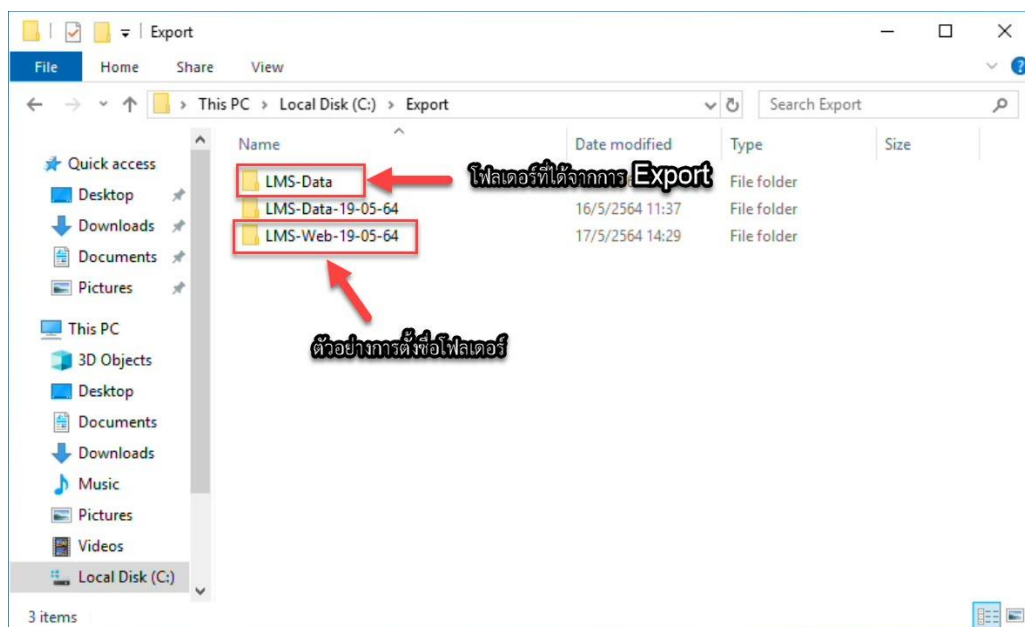 Export
File Home Share View
This PC > Local Disk (C:) > Export
Search Export
Name Date modified Type Size
Quick access
Desktop
Downloads
Documents
Pictures
This PC
3D Objects
Desktop
Documents
Downloads
Music
Pictures
Videos
Local Disk (C:)
LMS-Data File folder
โฟลเดอร์ที่ได้จากการ Export
LMS-Data-19-05-64 16/5/2564 11:37 File folder
LMS-Web-19-05-64 17/5/2564 14:29 File folder
ตัวอย่างการตั้งชื่อโฟลเดอร์
3 items